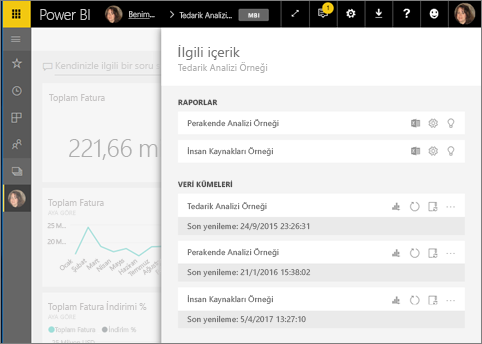 Power BI
Benim...
Tedarik Analizi...
MBI
1
?
Kendinizle ilgili bir soru
Toplam Fatura
221,66 m
Toplam Fatura
25 M...
20 M...
Ocak
Şubat
Mart
Nisan
Mayıs
Haziran
Temmuz
Ağustos
Toplam Fatura İndirimi %
Toplam Fatura
İndirim %
İlgili içerik
Tedarik Analizi Örneği
RAPORLAR
Perakende Analizi Örneği
İnsan Kaynakları Örneği
VERİ KÜMELERİ
Tedarik Analizi Örneği
Son yenileme: 24/9/2015 23:26:31
Perakende Analizi Örneği
Son yenileme: 21/1/2016 15:38:02
İnsan Kaynakları Örneği
Son yenileme: 5/4/2017 13:27:10